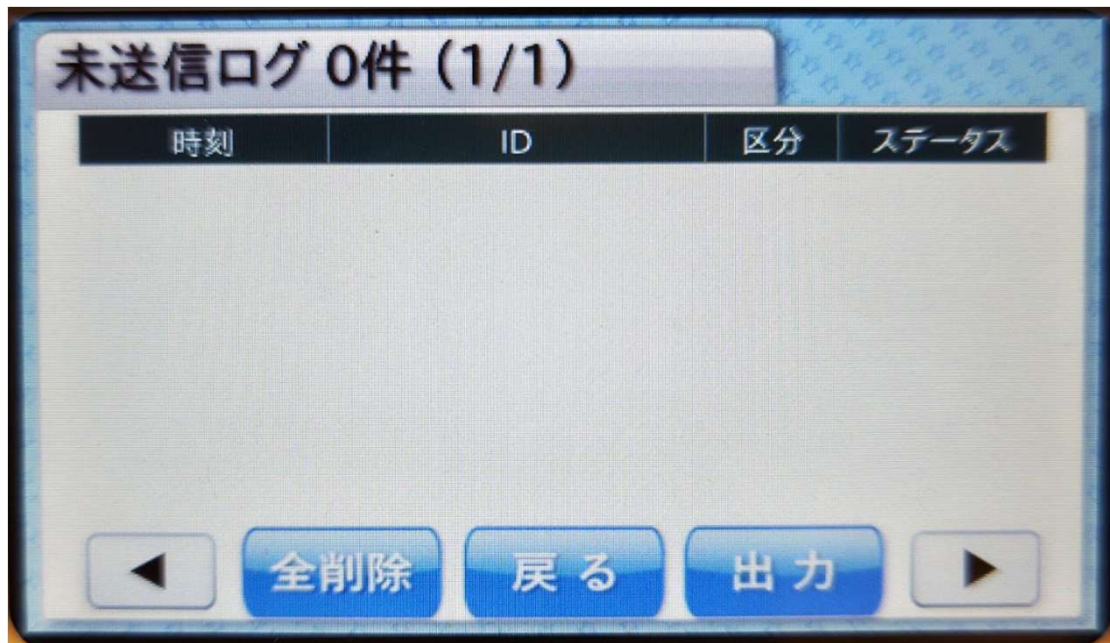 未送信ログ 0件 (1/1)
時刻 ID 区分 ステータス
◀ 全削除 戻る 出力 ▶